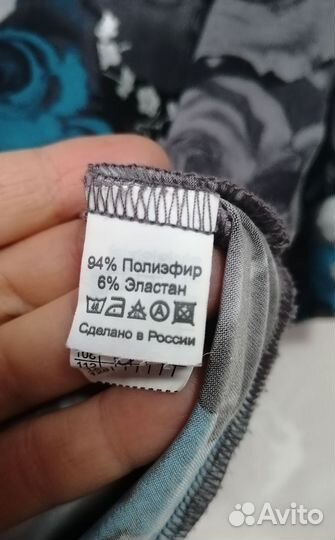 94% Полиэфир
6% Эластан
Сделано в России
Avito